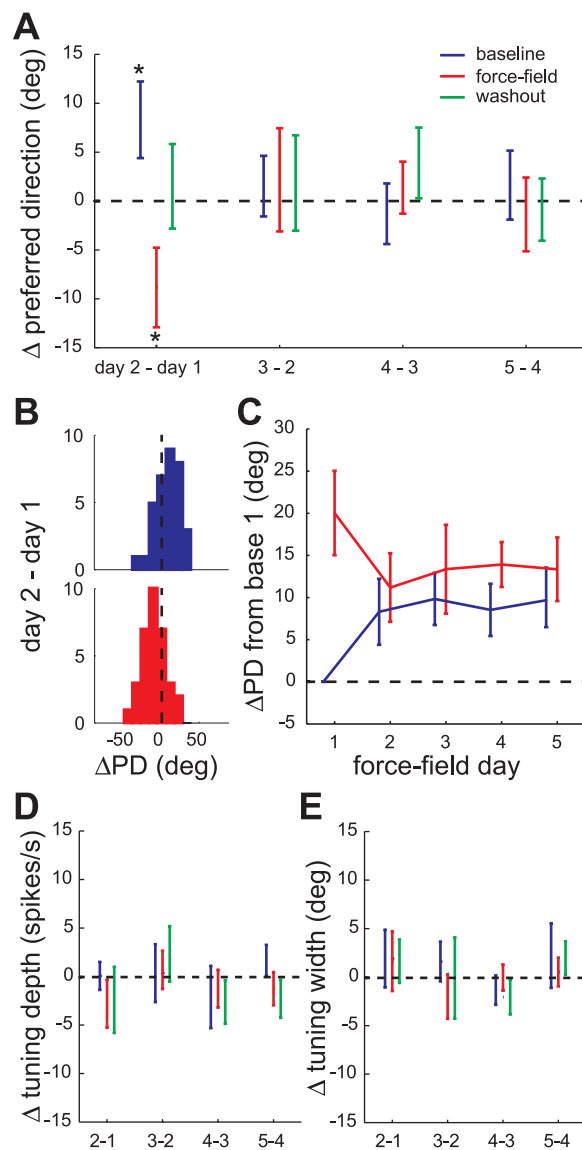 A
Δ preferred direction (deg)
15
10
5
0
-5
-10
-15
*
*
baseline
force-field
washout
day 2 - day 1
3 - 2
4 - 3
5 - 4
B
day 2 - day 1
10
5
0
10
5
0
-50
0
50
ΔPD (deg)
C
ΔPD from base 1 (deg)
30
25
20
15
10
5
0
-5
1
2
3
4
5
force-field day
D
Δ tuning depth (spikes/s)
15
10
5
0
-5
-10
-15
2-1
3-2
4-3
5-4
E
Δ tuning width (deg)
15
10
5
0
-5
-10
-15
2-1
3-2
4-3
5-4